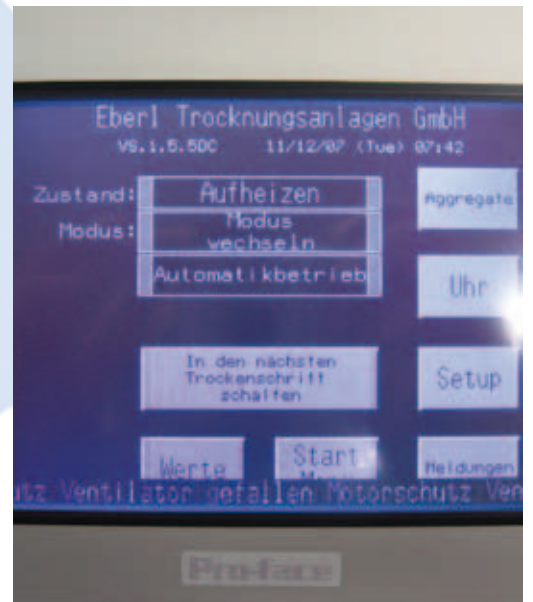 Eberl Trocknungsanlagen GmbH
VS.1.5.5DC 11/12/07 (Tue) 07:42
Zustand: Aufheizen
Aggregate
Modus: Modus
wechseln
Automatikbetrieb
Uhr
In den nächsten
Trockenschritt
schalten
Setup
Werte
Start
Meldungen
utz Ventilator gefallen Motorschutz Ven
Pro-face